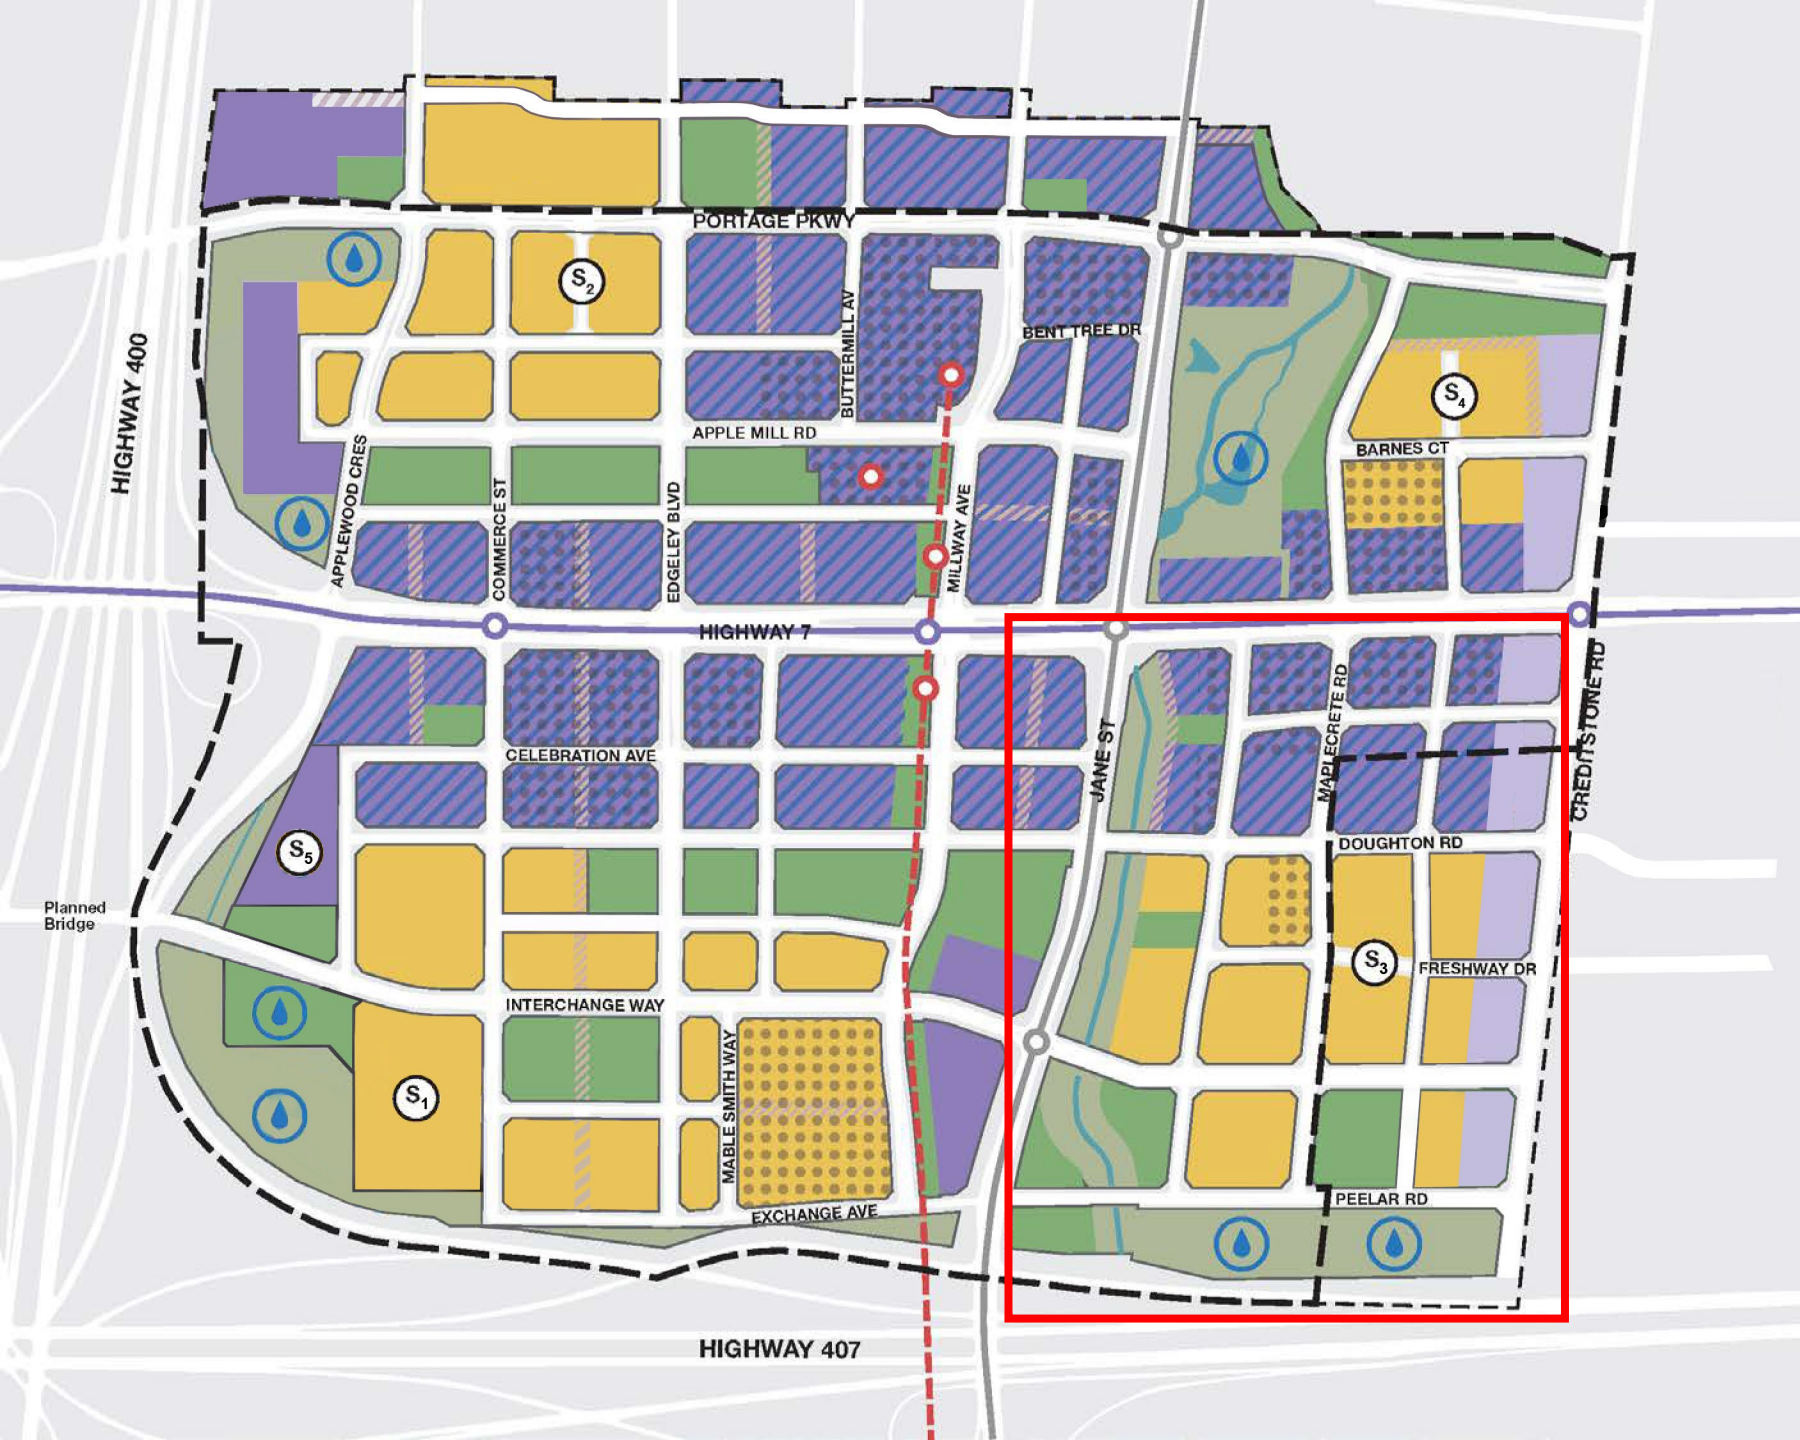 PORTAGE PKWY
S2
BUTTERMILL AV
BENT TREE DR
HIGHWAY 400
S4
APPLE MILL RD
BARNES CT
APPLEWOOD CRES
COMMERCE ST
EDGELEY BLVD
MILLWAY AVE
HIGHWAY 7
CREDITSTONE RD
MAPLECRETE RD
JANE ST
CELEBRATION AVE
S5
DOUGHTON RD
Planned
Bridge
S3
FRESHWAY DR
INTERCHANGE WAY
MABLE SMITH WAY
S1
PEELAR RD
EXCHANGE AVE
HIGHWAY 407